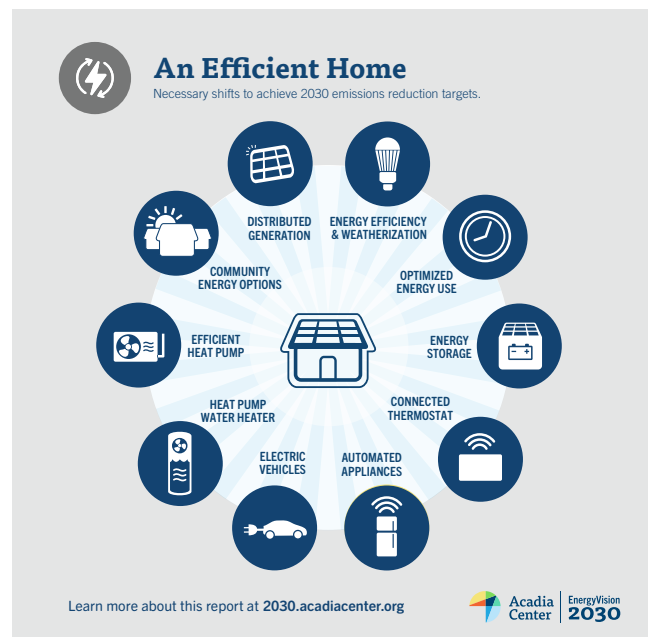 An Efficient Home
Necessary shifts to achieve 2030 emissions reduction targets.
DISTRIBUTED
GENERATION
ENERGY EFFICIENCY
& WEATHERIZATION
COMMUNITY
ENERGY OPTIONS
OPTIMIZED
ENERGY USE
EFFICIENT
HEAT PUMP
ENERGY
STORAGE
HEAT PUMP
WATER HEATER
CONNECTED
THERMOSTAT
ELECTRIC
VEHICLES
AUTOMATED
APPLIANCES
Learn more about this report at 2030.acadiacenter.org
Acadia
Center
EnergyVision
2030